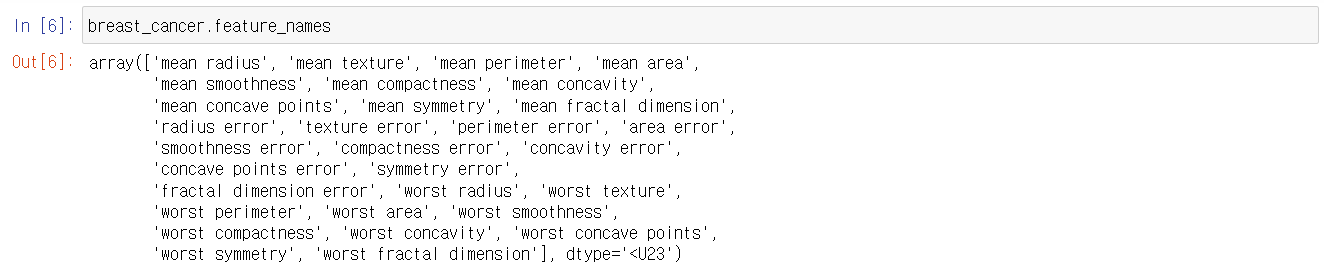 In [6]: breast_cancer.feature_names
Out[6]: array(['mean radius', 'mean texture', 'mean perimeter', 'mean area',
'mean smoothness', 'mean compactness', 'mean concavity',
'mean concave points', 'mean symmetry', 'mean fractal dimension',
'radius error', 'texture error', 'perimeter error', 'area error',
'smoothness error', 'compactness error', 'concavity error',
'concave points error', 'symmetry error',
'fractal dimension error', 'worst radius', 'worst texture',
'worst perimeter', 'worst area', 'worst smoothness',
'worst compactness', 'worst concavity', 'worst concave points',
'worst symmetry', 'worst fractal dimension'], dtype='<U23')